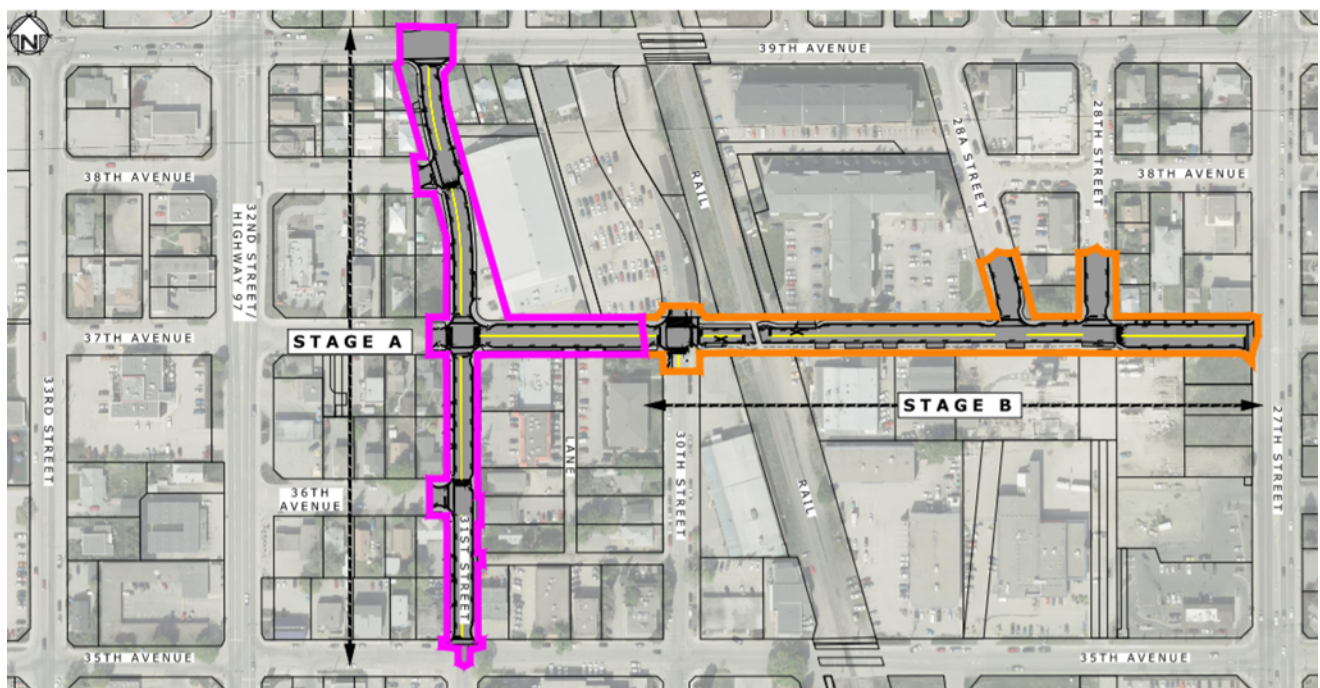 N
39TH AVENUE
38TH AVENUE
32ND STREET/
HIGHWAY 97
RAIL
28A STREET
28TH STREET
38TH AVENUE
37TH AVENUE
STAGE A
STAGE B
33RD STREET
36TH
AVENUE
31ST STREET
LANE
30TH STREET
RAIL
27TH STREET
35TH AVENUE
35TH AVENUE